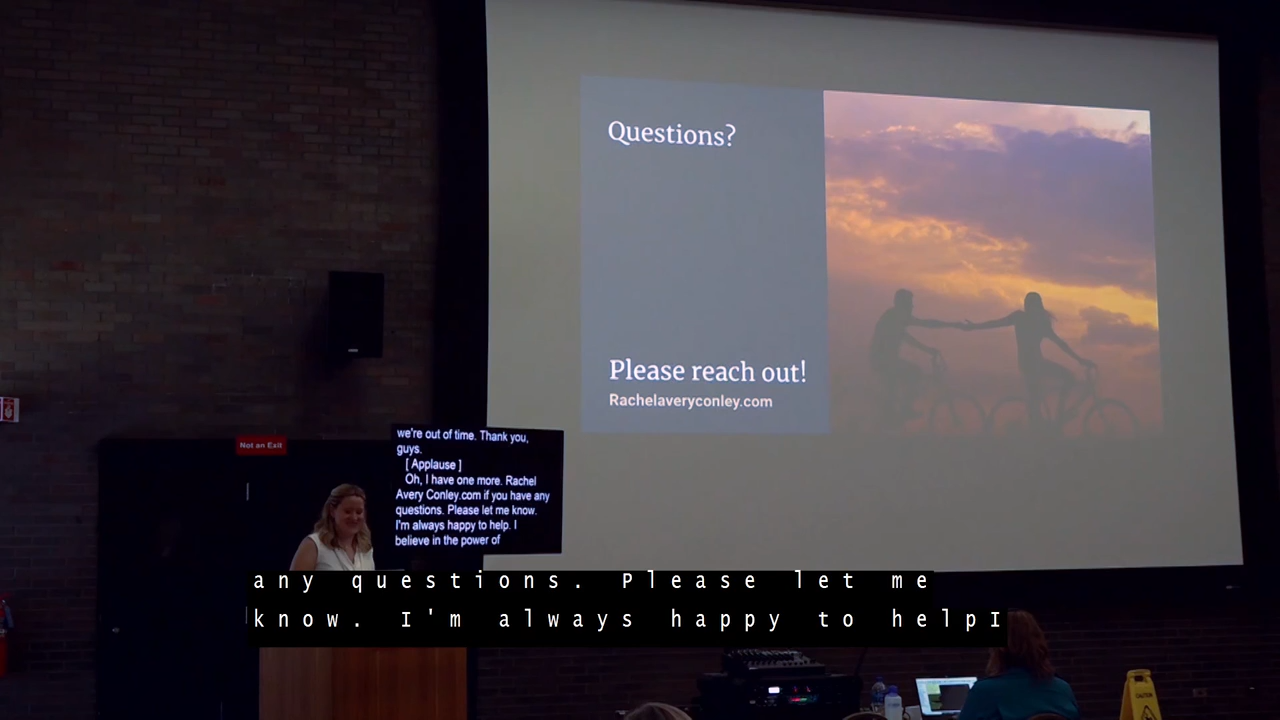 Questions?
Please reach out!
Rachelaveryconley.com
Not an Exit
we're out of time. Thank you,
guys.
[ Applause ]
Oh, I have one more. Rachel
Avery Conley.com if you have any
questions. Please let me know.
I'm always happy to help. I
believe in the power of
any questions. Please let me
know. I'm always happy to helpI
CAUTION